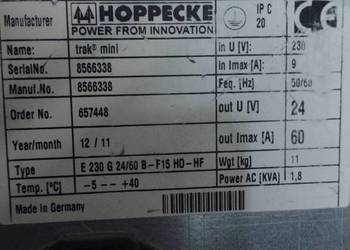 Manufacturer HOPPECKE IP C
POWER FROM INNOVATION 20 CE
Name: trak® mini in U [V]: 230
SerialNo. 8566338 in Imax [A]: 9
Manuf.No. 8566338 Feq. [Hz] 50/60
Order No. 657448 out U [V] 24
Year/month 12 / 11 out Imax [A] 60
Type E 230 G 24/60 B-F15 HO-HF Wgt [kg] 11
Temp. [°C] -5 -- +40 Power AC [KVA] 1,8
Made in Germany